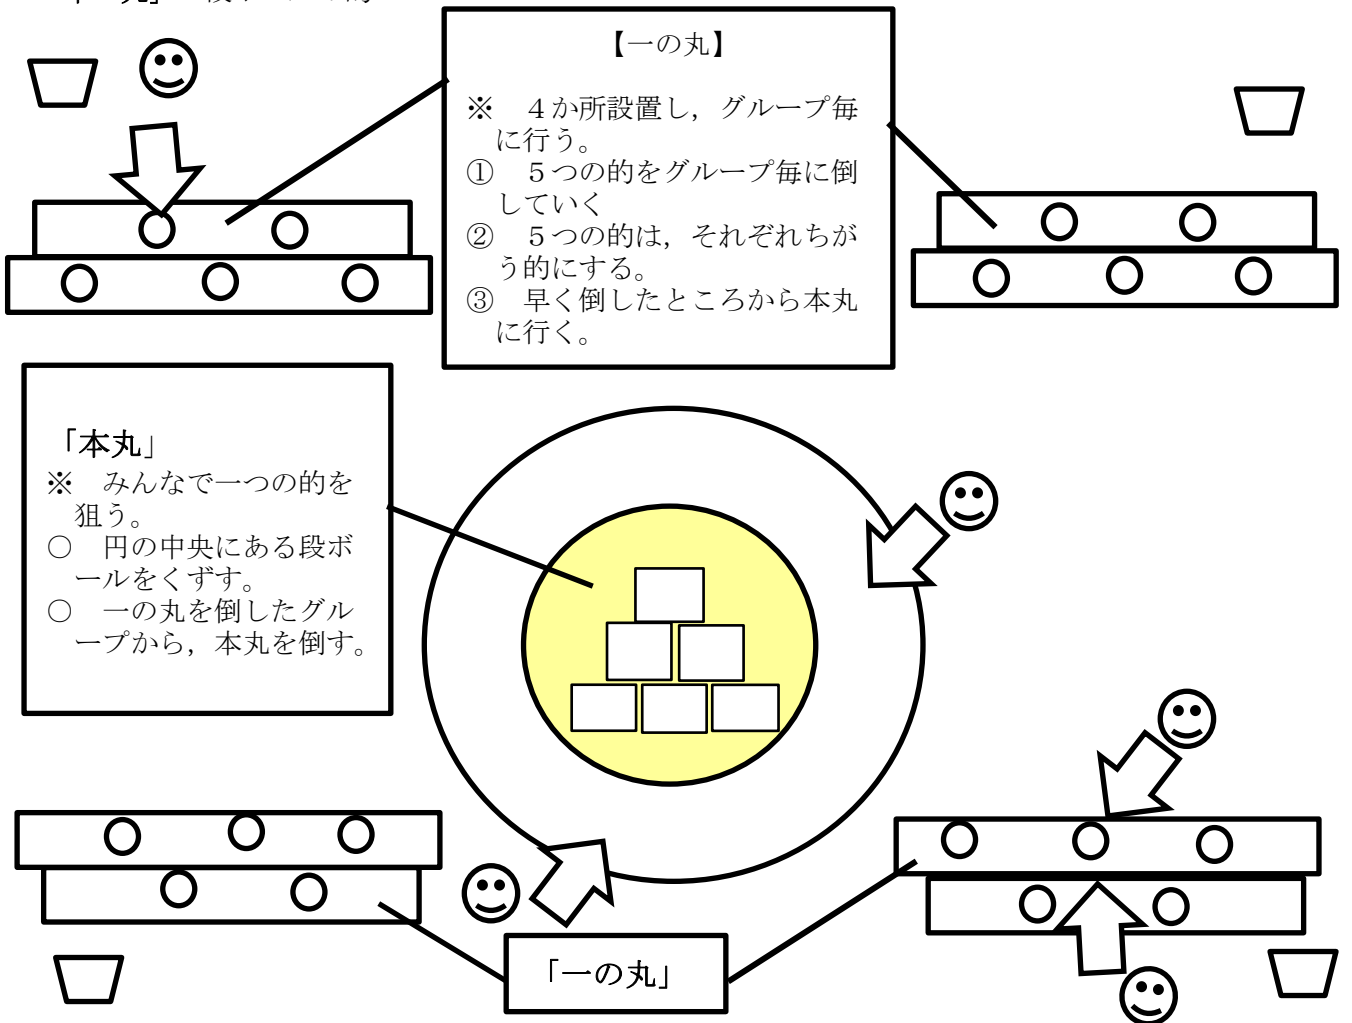 【一の丸】
※　４か所設置し，グループ毎
に行う。
①　５つの的をグループ毎に倒
していく
②　５つの的は，それぞれちが
う的にする。
③　早く倒したところから本丸
に行く。
「本丸」
※　みんなで一つの的を
狙う。
○　円の中央にある段ボ
ールをくずす。
○　一の丸を倒したグル
ープから，本丸を倒す。
「一の丸」